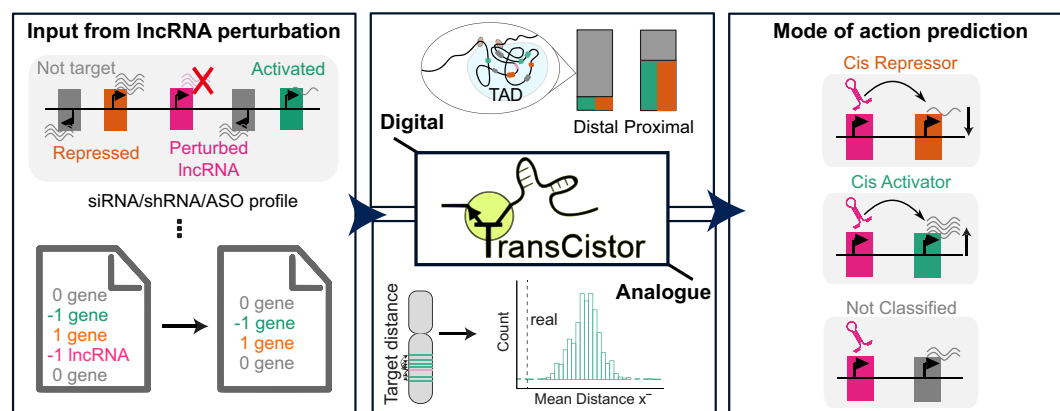 Input from lncRNA perturbation
Not target
Activated
Repressed
Perturbed
lncRNA
siRNA/shRNA/ASO profile
0 gene
-1 gene
1 gene
-1 lncRNA
0 gene
0 gene
-1 gene
1 gene
0 gene
TAD
Distal Proximal
Digital
TransCistor
Analogue
Target distance
Count
real
Mean Distance x⁻
Mode of action prediction
Cis Repressor
Cis Activator
Not Classified